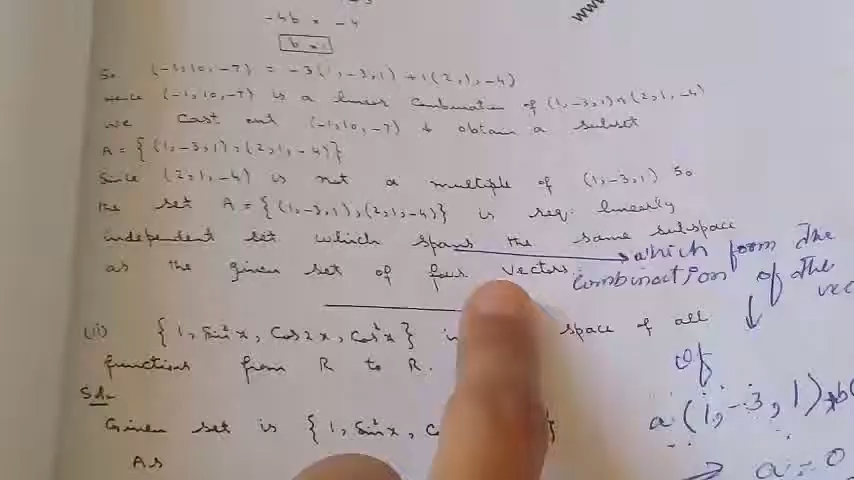 -4b = -4
b = 1
www
So (-1,10,-7) = -3(1,-3,1) + 1(2,1,-4)
Hence (-1,10,-7) is a linear Combination of (1,-3,1) & (2,1,-4)
we Cast out (-1,10,-7) & obtain a subset
A = { (1,-3,1), (2,1,-4)}
Since (2,1,-4) is not a multiple of (1,-3,1) So
the set A = {(1,-3,1),(2,1,-4)} is req: linearly
independent set which spans the same subspace
as the given set of four vectors.
which form the
Combination of the
of
a(1,-3,1)
a=0
(ii) {1, Sin²x, Cos2x, Cos²x} in space of all
functions from R to R.
Sol:-
Given set is {1, Sin²x,
As